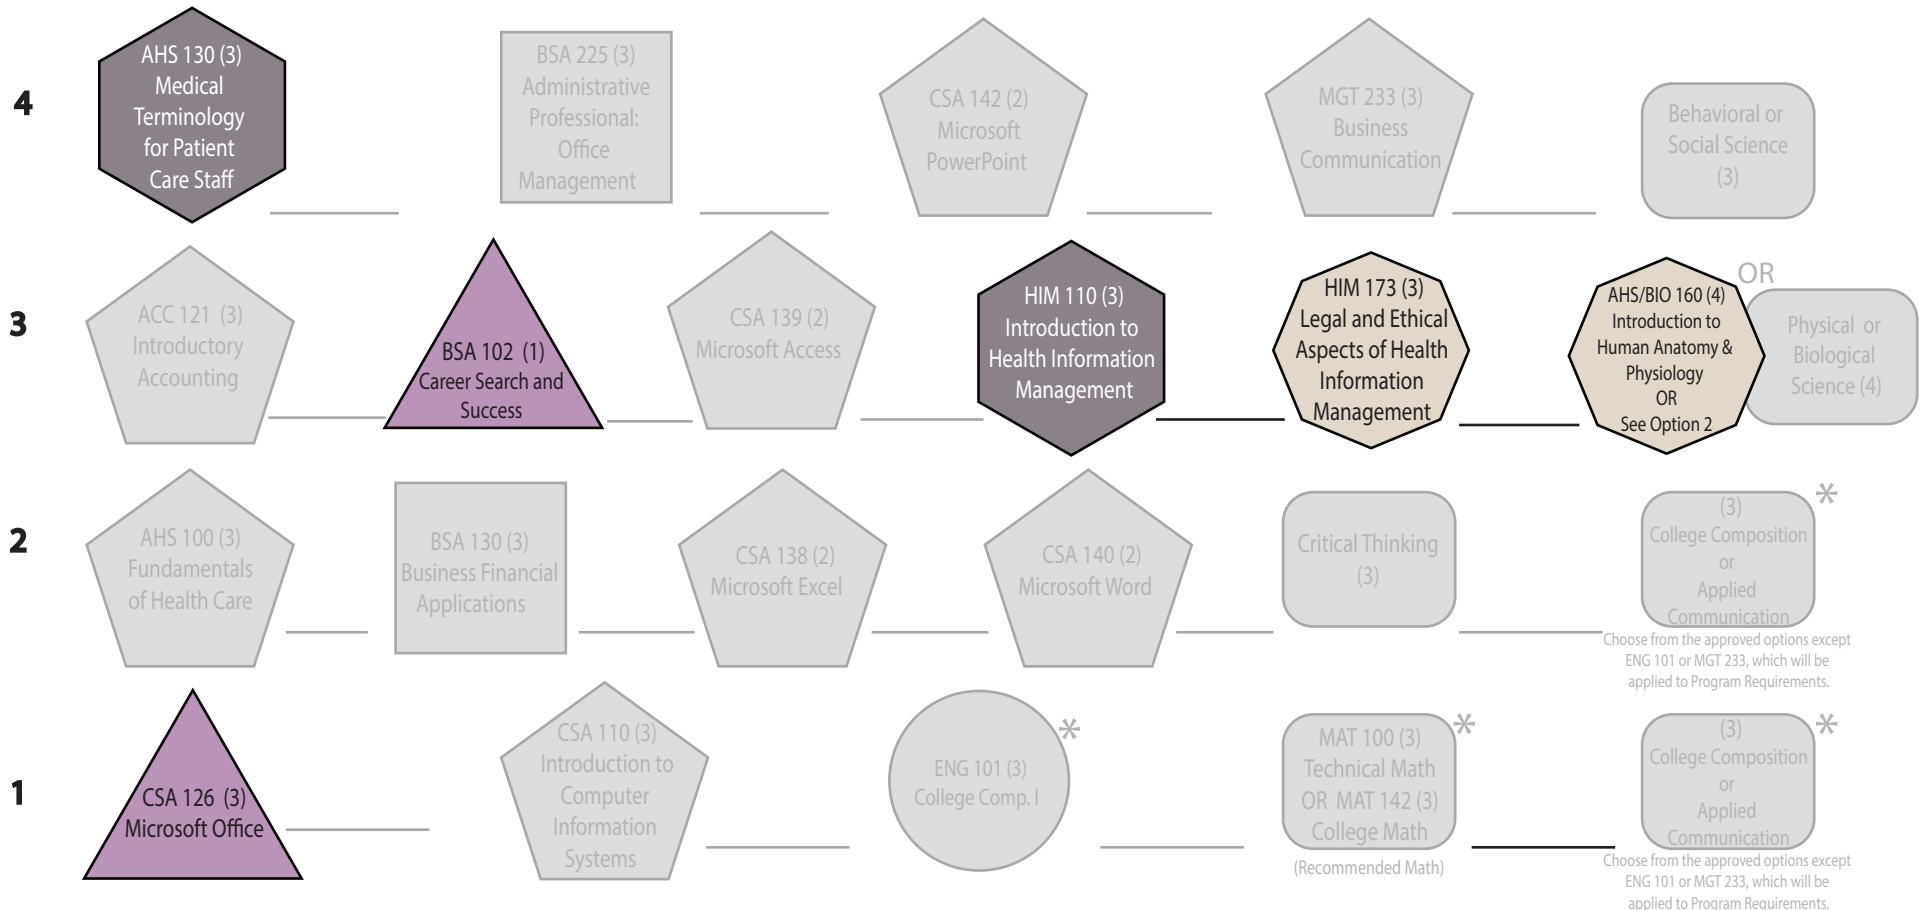 4
AHS 130 (3)
Medical
Terminology
for Patient
Care Staff
BSA 225 (3)
Administrative
Professional:
Office
Management
CSA 142 (2)
Microsoft
PowerPoint
MGT 233 (3)
Business
Communication
Behavioral or
Social Science
(3)
3
ACC 121 (3)
Introductory
Accounting
BSA 102 (1)
Career Search and
Success
CSA 139 (2)
Microsoft Access
HIM 110 (3)
Introduction to
Health Information
Management
HIM 173 (3)
Legal and Ethical
Aspects of Health
Information
Management
AHS/BIO 160 (4)
Introduction to
Human Anatomy &
Physiology
OR
See Option 2
OR
Physical or
Biological
Science (4)
2
AHS 100 (3)
Fundamentals
of Health Care
BSA 130 (3)
Business Financial
Applications
CSA 138 (2)
Microsoft Excel
CSA 140 (2)
Microsoft Word
Critical Thinking
(3)
*
(3)
College Composition
or
Applied
Communication
Choose from the approved options except
ENG 101 or MGT 233, which will be
applied to Program Requirements.
1
CSA 126 (3)
Microsoft Office
CSA 110 (3)
Introduction to
Computer
Information
Systems
*
ENG 101 (3)
College Comp. I
*
MAT 100 (3)
Technical Math
OR MAT 142 (3)
College Math
(Recommended Math)
*
(3)
College Composition
or
Applied
Communication
Choose from the approved options except
ENG 101 or MGT 233, which will be
applied to Program Requirements.